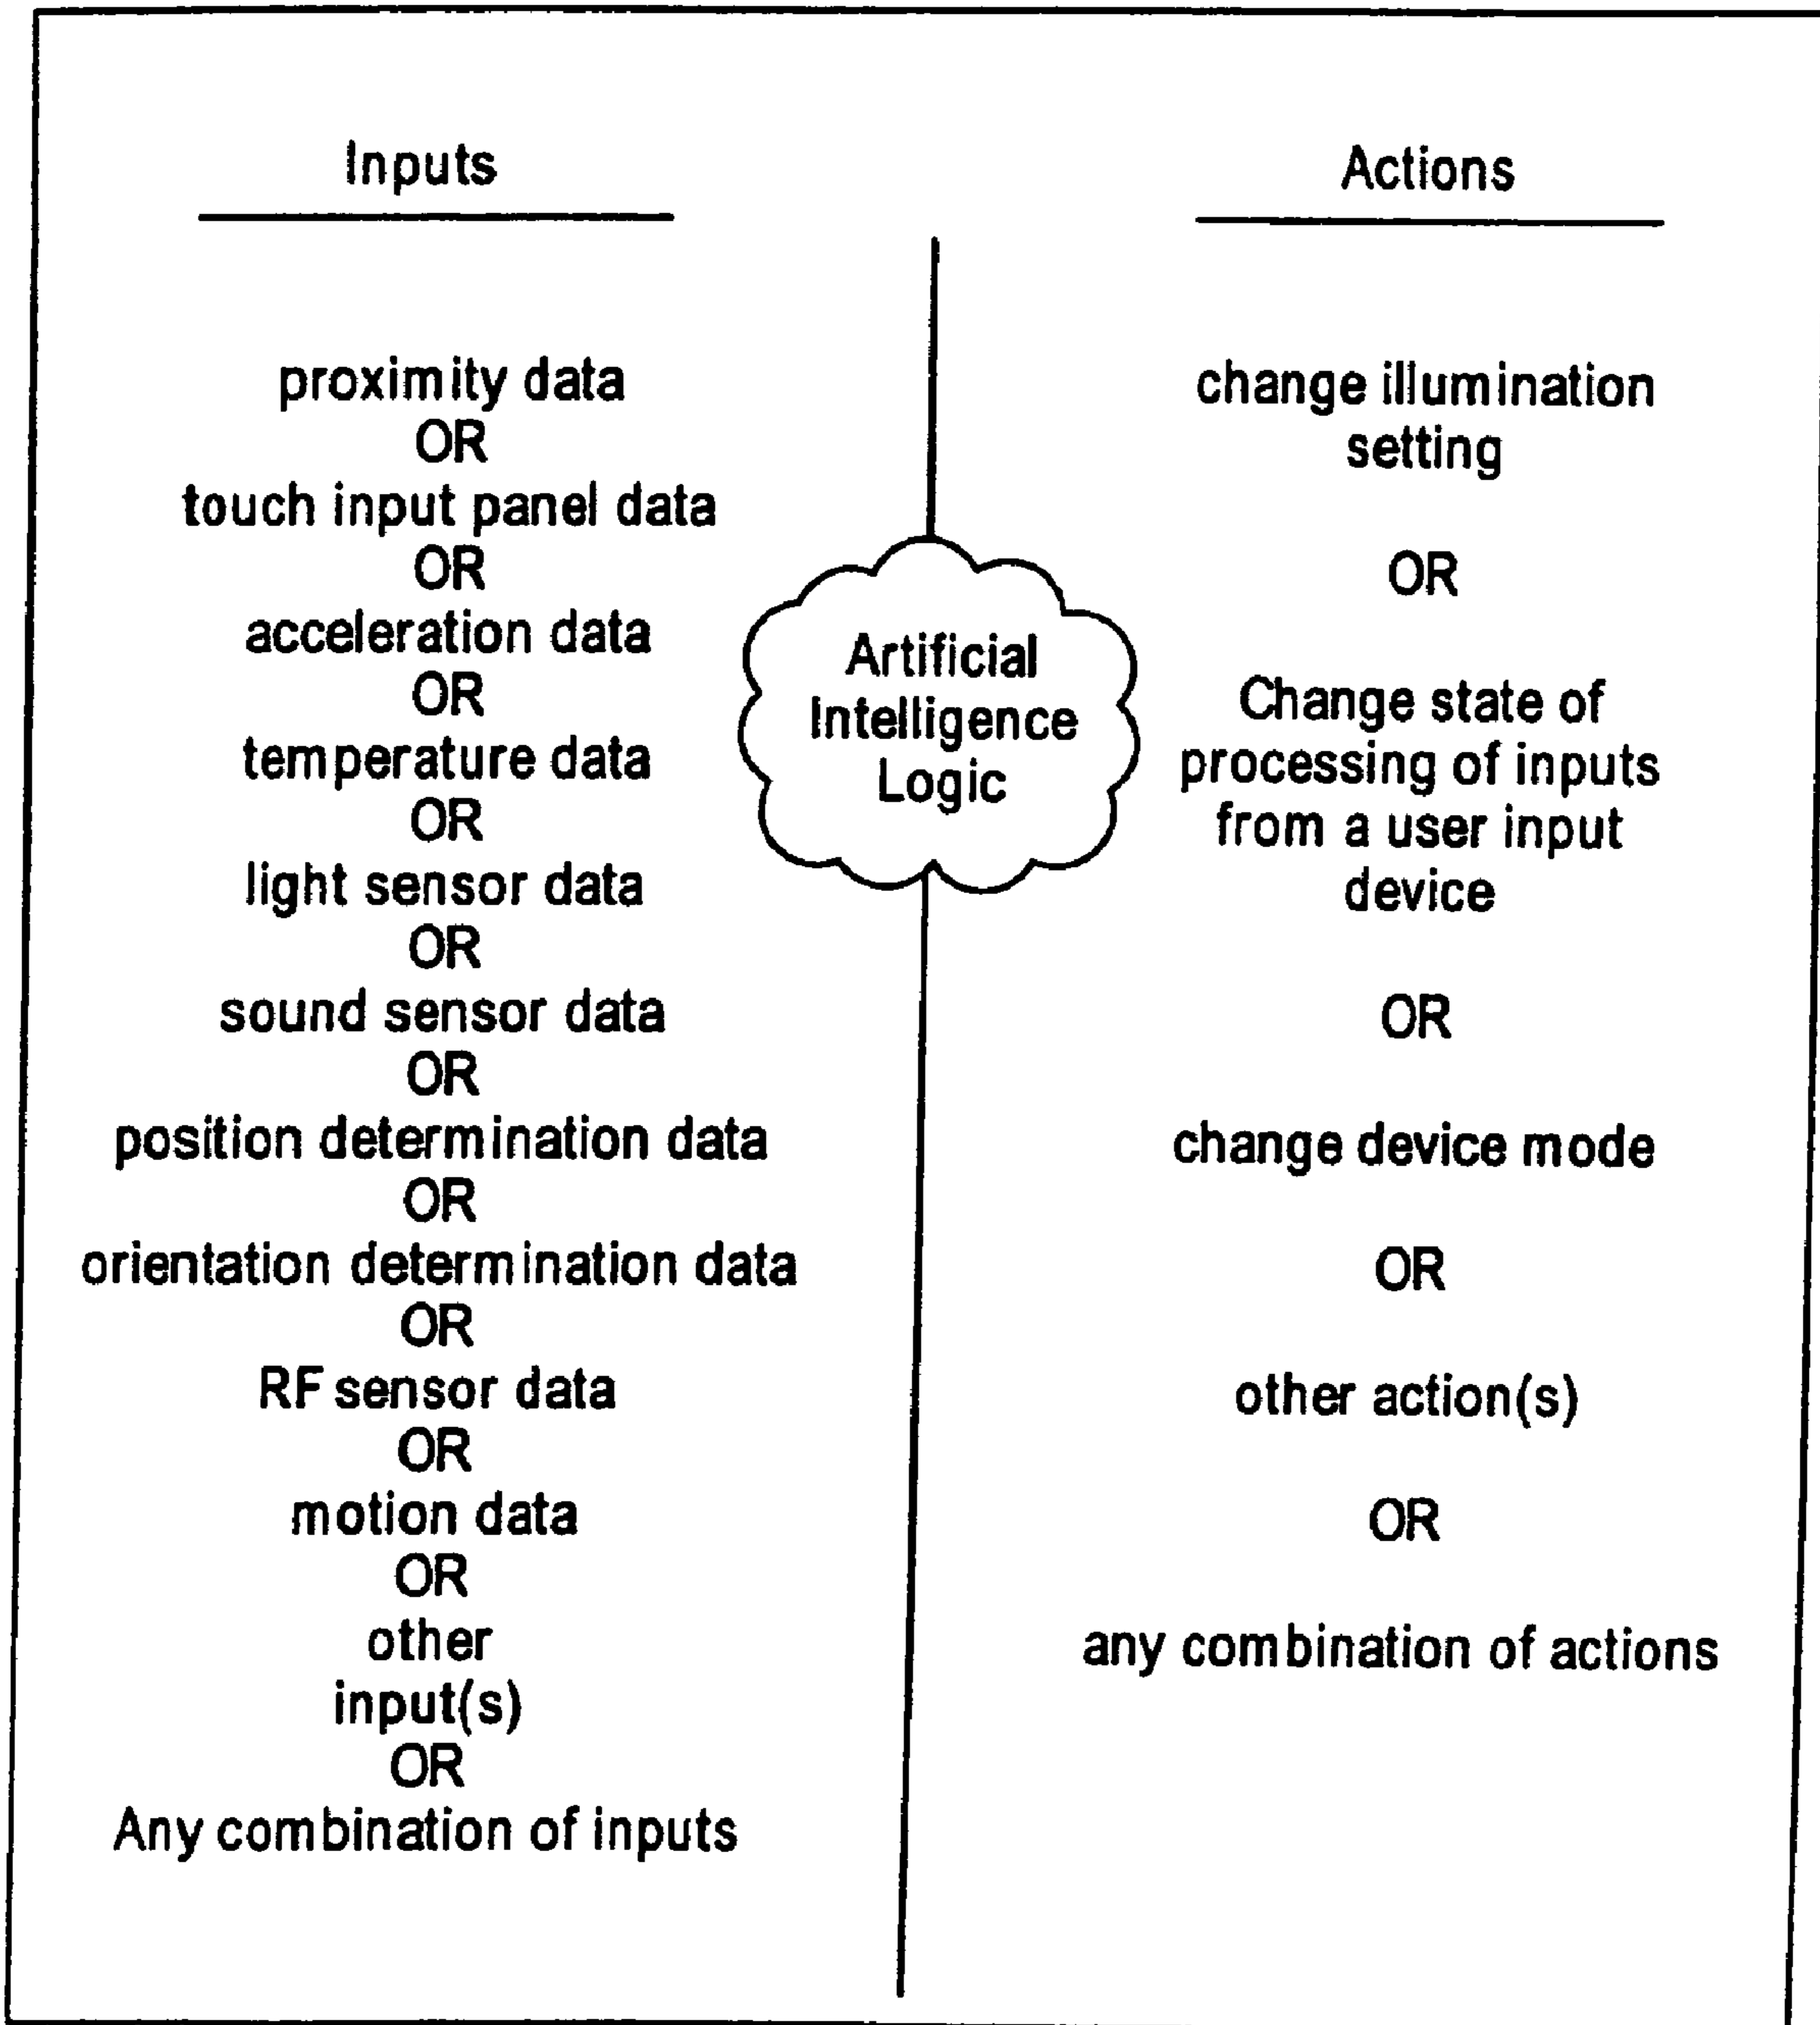 Inputs
proximity data
OR
touch input panel data
OR
acceleration data
OR
temperature data
OR
light sensor data
OR
sound sensor data
OR
position determination data
OR
orientation determination data
OR
RF sensor data
OR
motion data
OR
other
input(s)
OR
Any combination of inputs
Artificial
Intelligence
Logic
Actions
change illumination
setting
OR
Change state of
processing of inputs
from a user input
device
OR
change device mode
OR
other action(s)
OR
any combination of actions